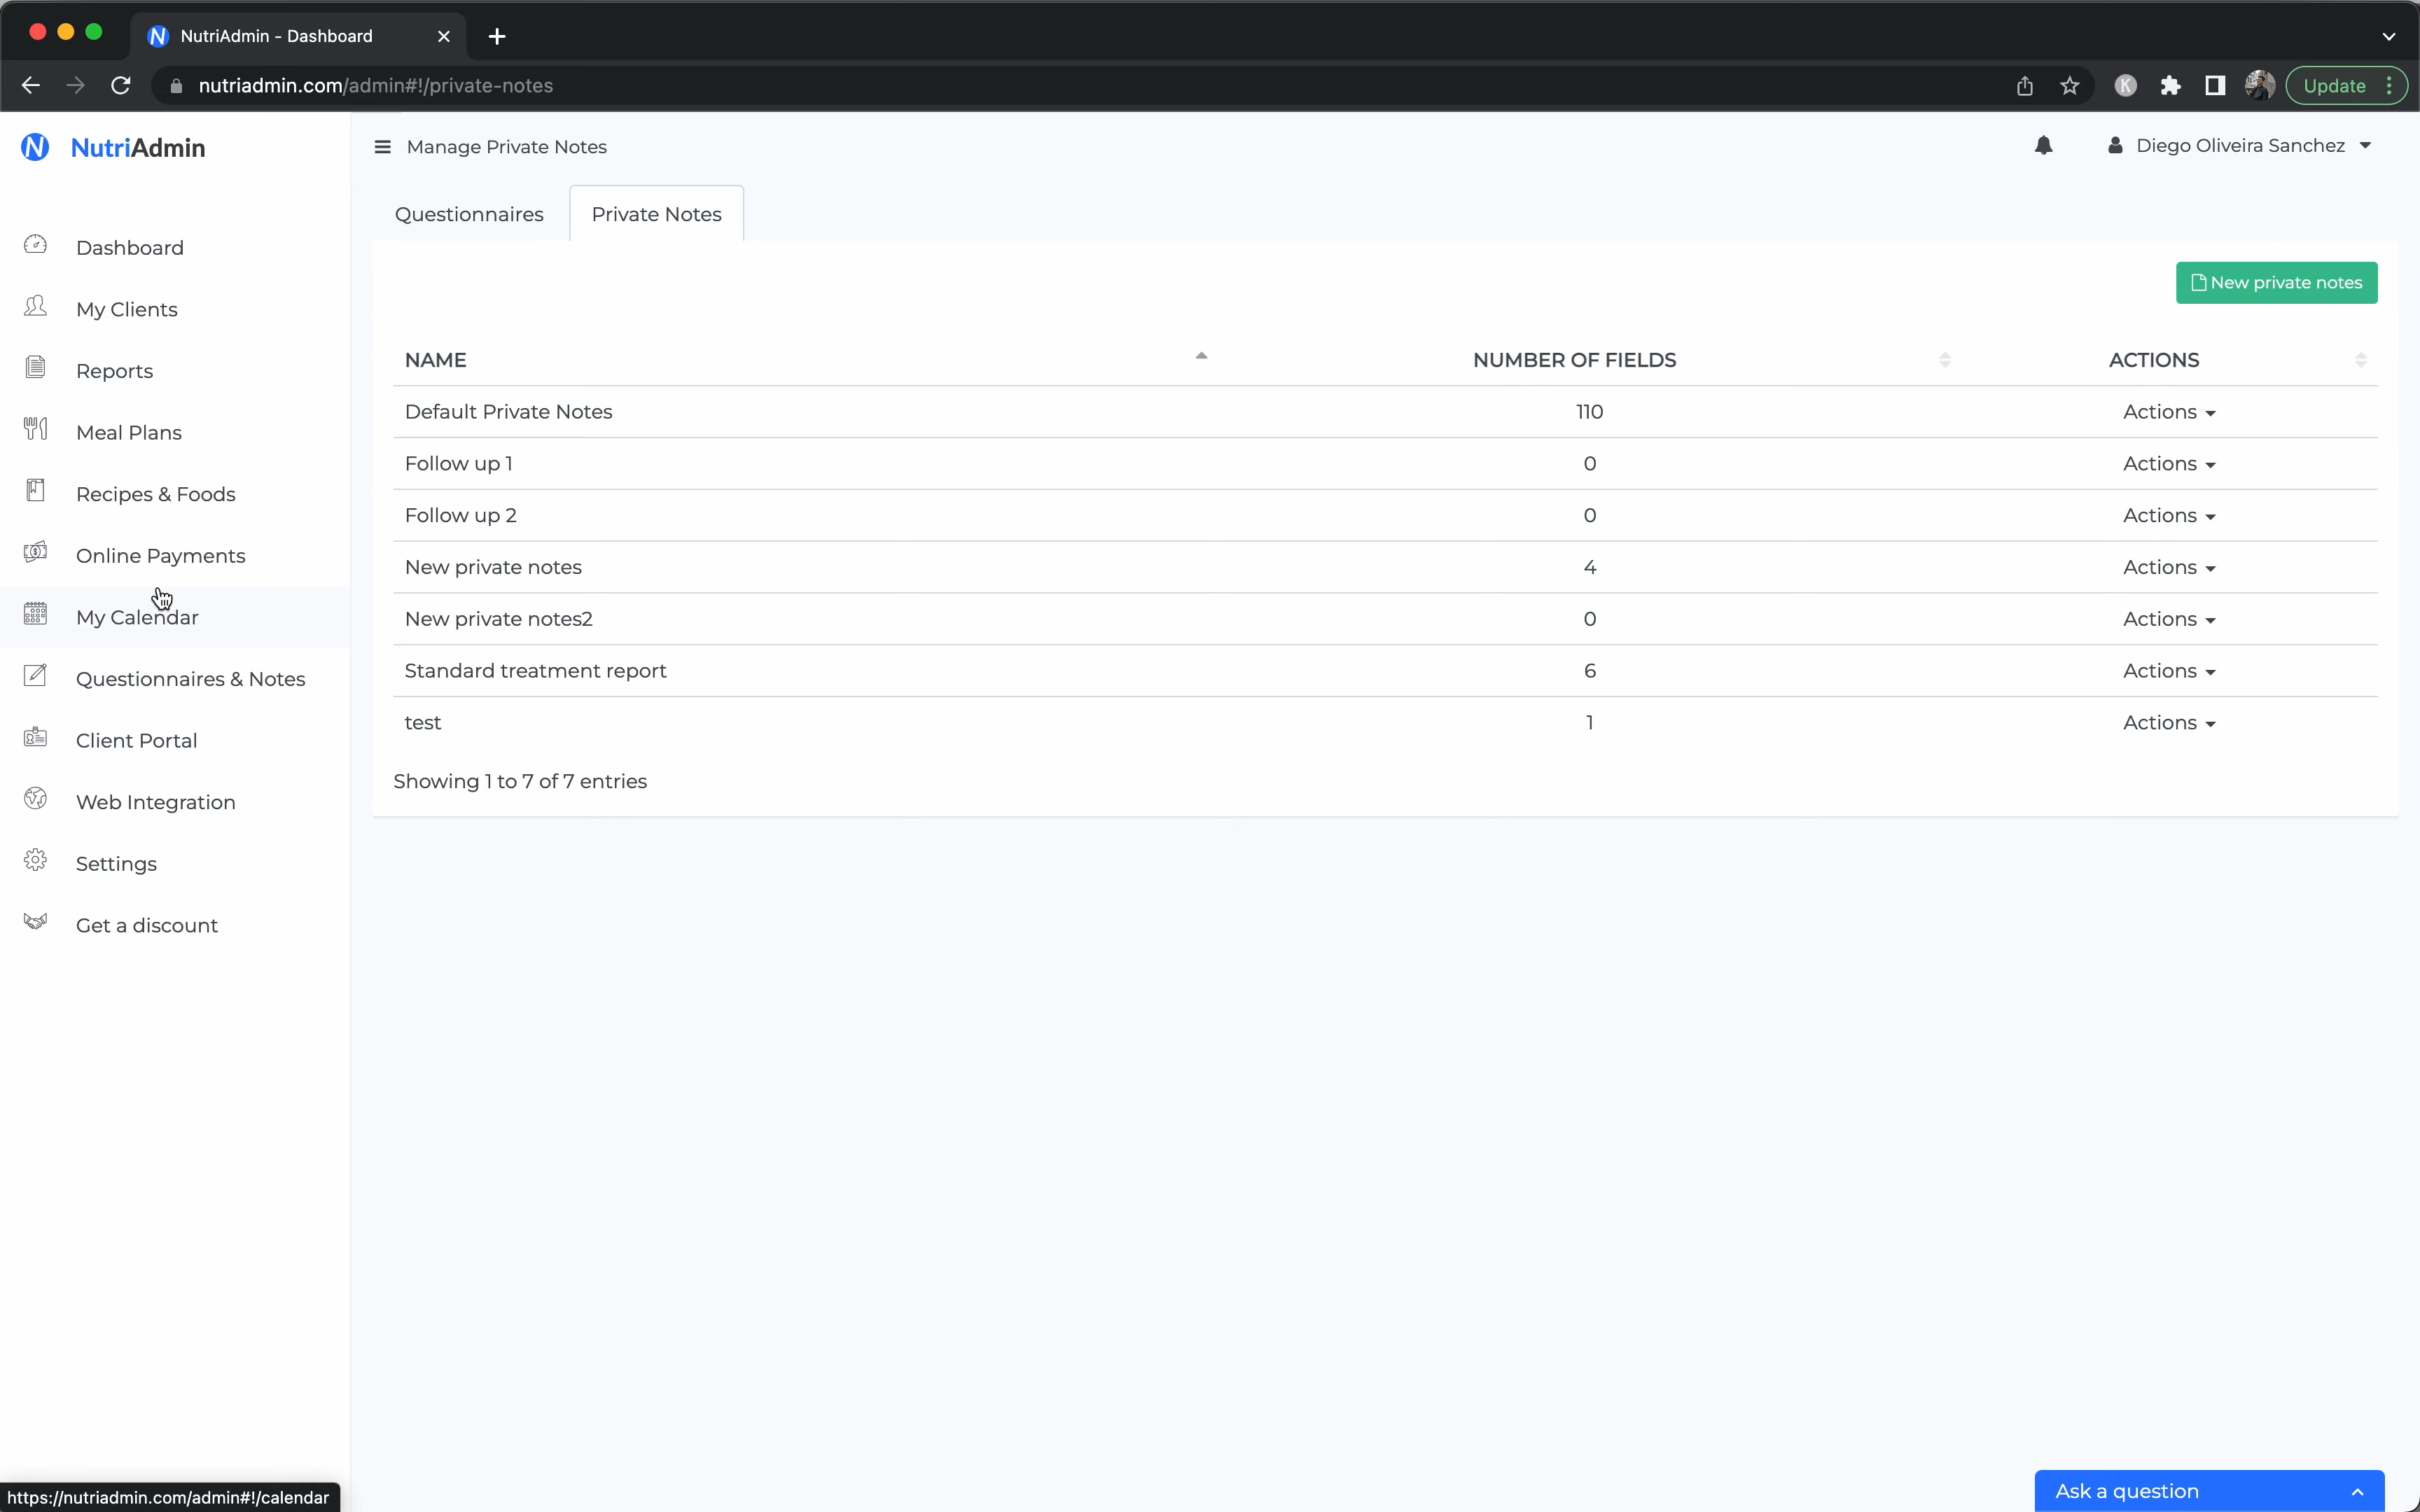 NutriAdmin - Dashboard
nutriadmin.com/admin#!/private-notes
K
Update
N NutriAdmin
Manage Private Notes
Diego Oliveira Sanchez
Dashboard
My Clients
Reports
Meal Plans
Recipes & Foods
Online Payments
My Calendar
Questionnaires & Notes
Client Portal
Web Integration
Settings
Get a discount
Questionnaires
Private Notes
New private notes
NAME NUMBER OF FIELDS ACTIONS
Default Private Notes 110 Actions
Follow up 1 0 Actions
Follow up 2 0 Actions
New private notes 4 Actions
New private notes2 0 Actions
Standard treatment report 6 Actions
test 1 Actions
Showing 1 to 7 of 7 entries
https://nutriadmin.com/admin#!/calendar
Ask a question